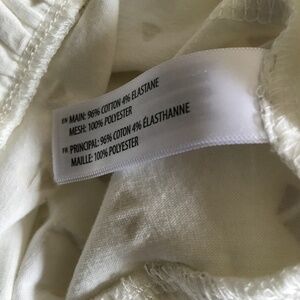 EN MAIN: 96% COTTON 4% ELASTANE
MESH: 100% POLYESTER
FR PRINCIPAL: 96% COTON 4% ÉLASTHANNE
MAILLE: 100% POLYESTER